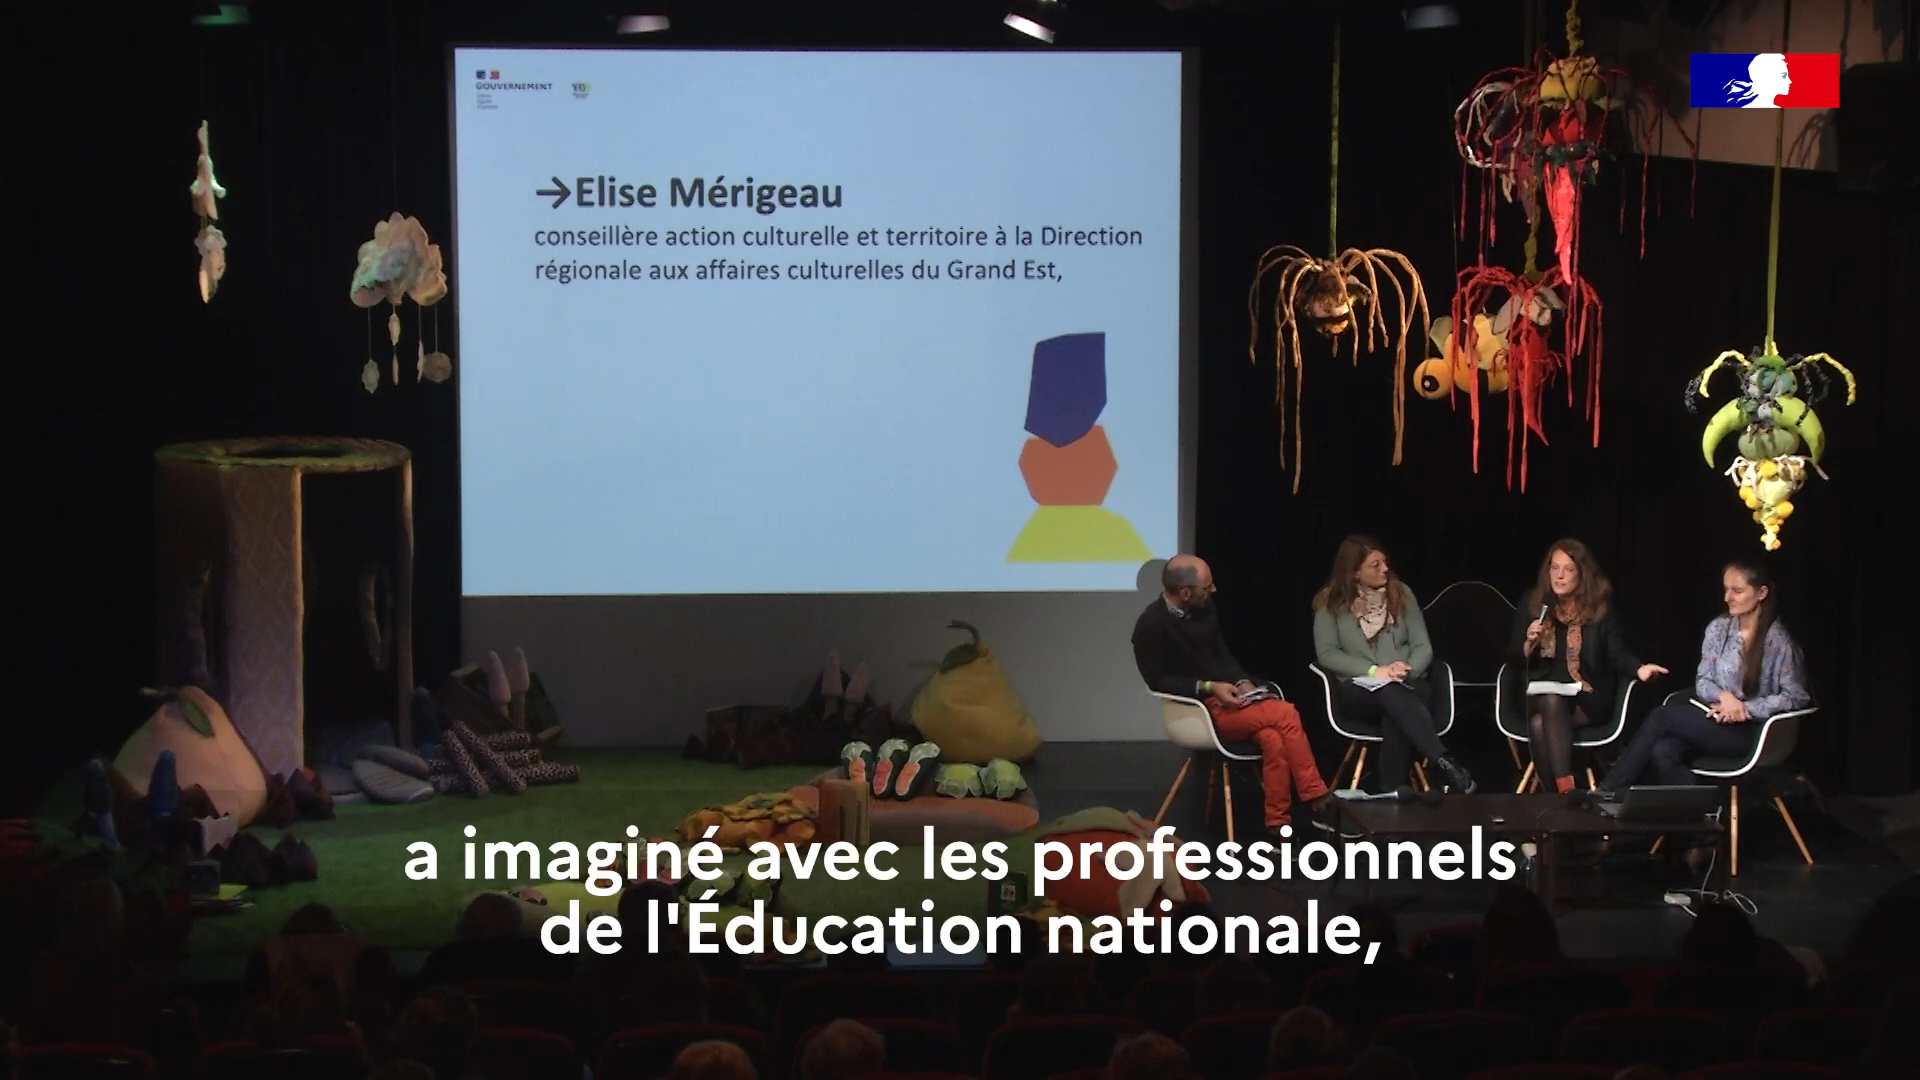 GOUVERNEMENT
→Elise Mérigeau
conseillère action culturelle et territoire à la Direction
régionale aux affaires culturelles du Grand Est,
a imaginé avec les professionnels
de l'Éducation nationale,